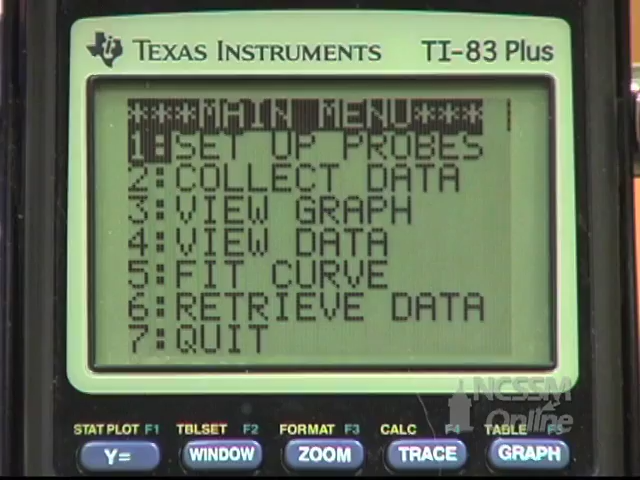 TEXAS INSTRUMENTS TI-83 Plus
***MAIN MENU***
1:SET UP PROBES
2:COLLECT DATA
3:VIEW GRAPH
4:VIEW DATA
5:FIT CURVE
6:RETRIEVE DATA
7:QUIT
NCSSM
Online
STAT PLOT F1 TBLSET F2 FORMAT F3 CALC F4 TABLE F5
Y= WINDOW ZOOM TRACE GRAPH